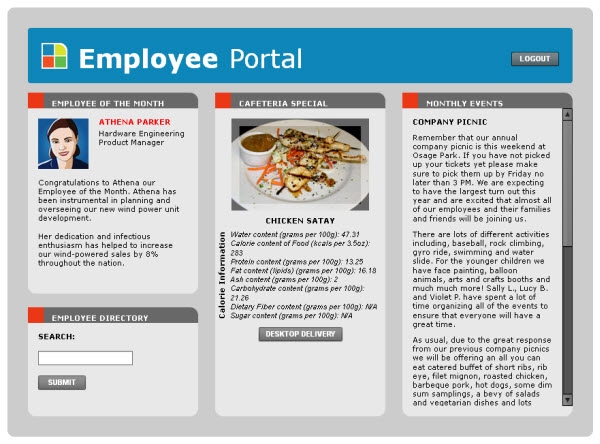 Employee Portal
LOGOUT
EMPLOYEE OF THE MONTH
ATHENA PARKER
Hardware Engineering
Product Manager
Congratulations to Athena our
Employee of the Month. Athena has
been instrumental in planning and
overseeing our new wind power unit
development.
Her dedication and infectious
enthusiasm has helped to increase
our wind-powered sales by 8%
throughout the nation.
EMPLOYEE DIRECTORY
SEARCH:
SUBMIT
CAFETERIA SPECIAL
CHICKEN SATAY
Calorie Information
Water content (grams per 100g): 47.31
Calorie content of Food (kcals per 3.5oz):
283
Protein content (grams per 100g): 13.25
Fat content (lipids) (grams per 100g): 16.18
Ash content (grams per 100g): 2
Carbohydrate content (grams per 100g):
21.26
Dietary Fiber content (grams per 100g): N/A
Sugar content (grams per 100g): N/A
DESKTOP DELIVERY
MONTHLY EVENTS
COMPANY PICNIC
Remember that our annual
company picnic is this weekend at
Osage Park. If you have not picked
up your tickets yet please make
sure to pick them up by Friday no
later than 3 PM. We are expecting
to have the largest turn out this
year and are excited that almost all
of our employees and their families
and friends will be joining us.
There are lots of different activities
including, baseball, rock climbing,
gyro ride, swimming and water
slide. For the younger children we
have face painting, balloon
animals, arts and crafts booths and
much much more! Sally L., Lucy B.
and Violet P. have spent a lot of
time organizing all of the events to
ensure that everyone will have a
great time.
As usual, due to the great response
from our previous company picnics
we will be offering an all you can
eat catered buffet of short ribs, rib
eye, filet mignon, roasted chicken,
barbeque pork, hot dogs, some dim
sum samplings, a bevy of salads
and vegetarian dishes and lots